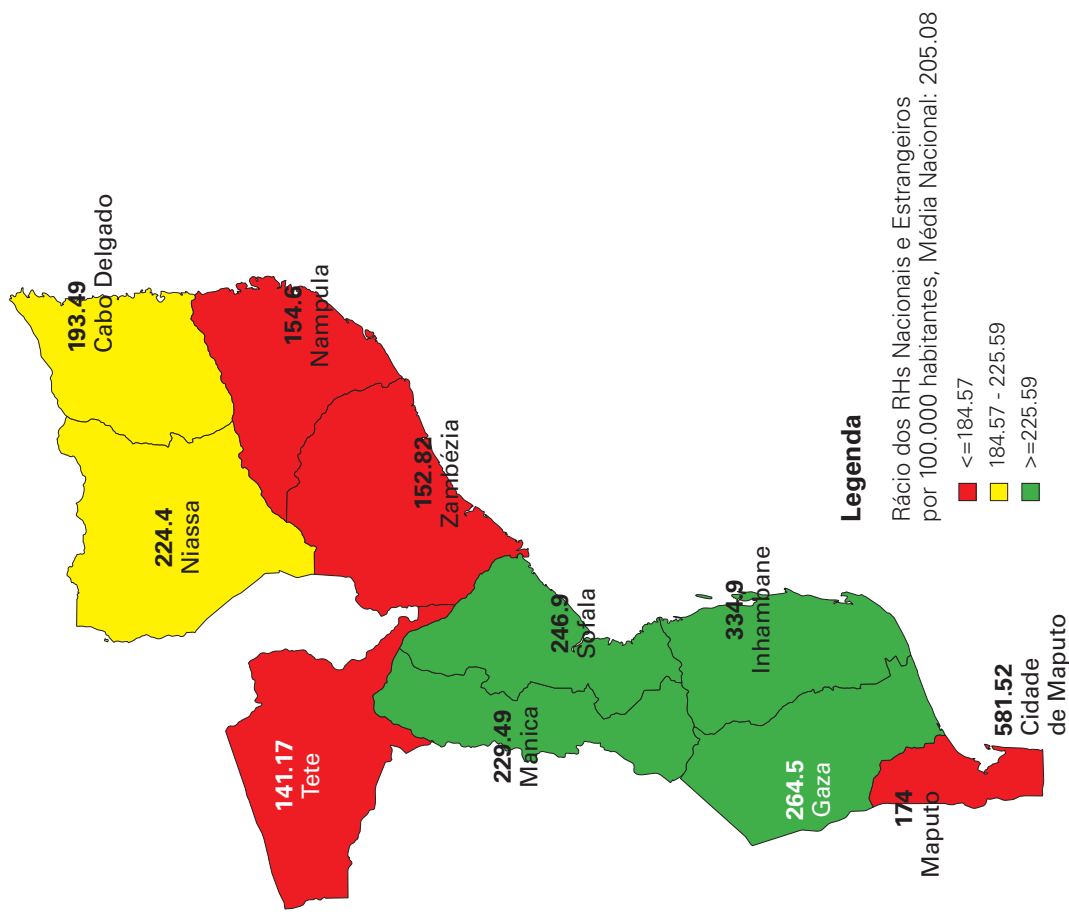 193.49
Cabo Delgado
224.4
Niassa
154.6
Nampula
152.82
Zambézia
141.17
Tete
246.9
Sofala
229.49
Manica
334.9
Inhambane
264.5
Gaza
174
Maputo
581.52
Cidade
de Maputo
Legenda
Rácio dos RHs Nacionais e Estrangeiros
por 100.000 habitantes, Média Nacional: 205.08
<=184.57
184.57 - 225.59
>=225.59